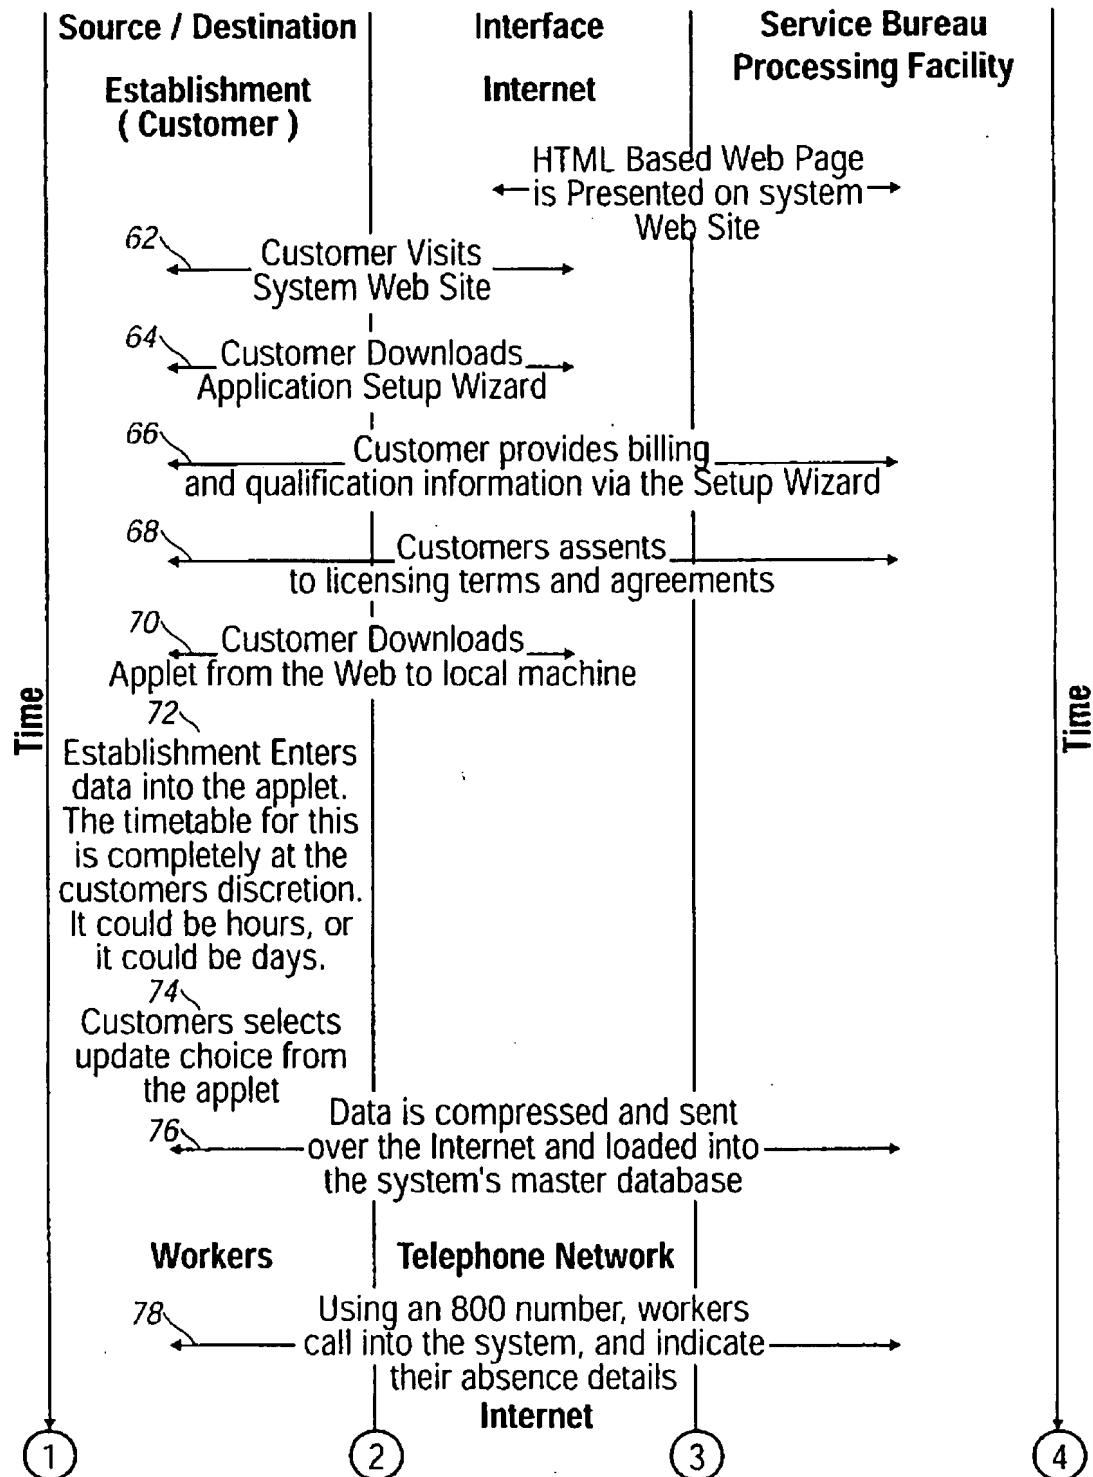 Source / Destination
Interface
Service Bureau
Processing Facility
Establishment
( Customer )
Internet
HTML Based Web Page
is Presented on system
Web Site
62
Customer Visits
System Web Site
64
Customer Downloads
Application Setup Wizard
66
Customer provides billing
and qualification information via the Setup Wizard
68
Customers assents
to licensing terms and agreements
70
Customer Downloads
Applet from the Web to local machine
Time
Time
72
Establishment Enters
data into the applet.
The timetable for this
is completely at the
customers discretion.
It could be hours, or
it could be days.
74
Customers selects
update choice from
the applet
76
Data is compressed and sent
over the Internet and loaded into
the system's master database
Workers
Telephone Network
78
Using an 800 number, workers
call into the system, and indicate
their absence details
Internet
1
2
3
4